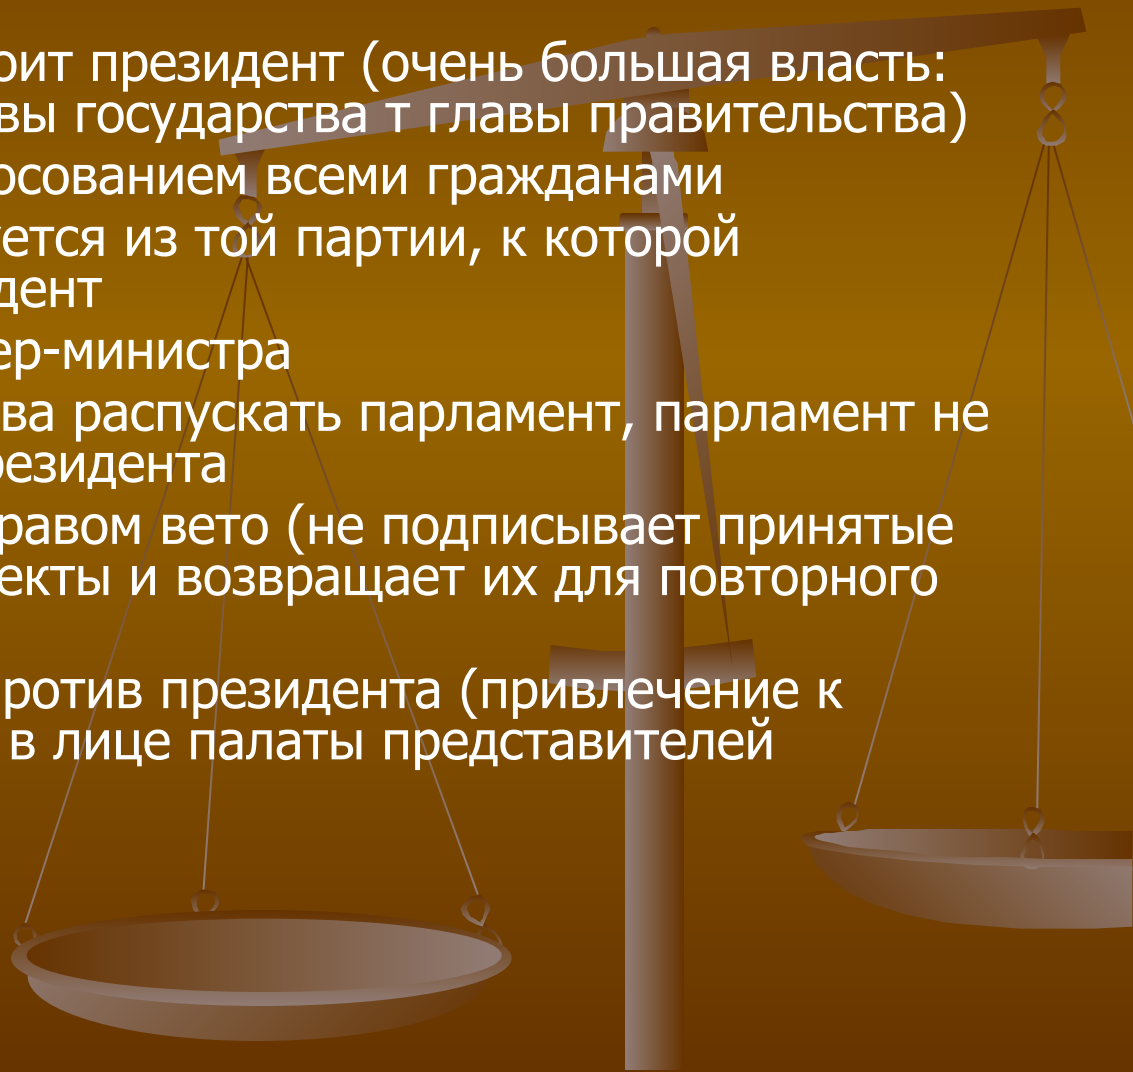 оит президент (очень большая власть:
вы государства т главы правительства)
осованием всеми гражданами
ется из той партии, к которой
дент
ер-министра
ва распускать парламент, парламент не
резидента
равом вето (не подписывает принятые
екты и возвращает их для повторного
ротив президента (привлечение к
в лице палаты представителей